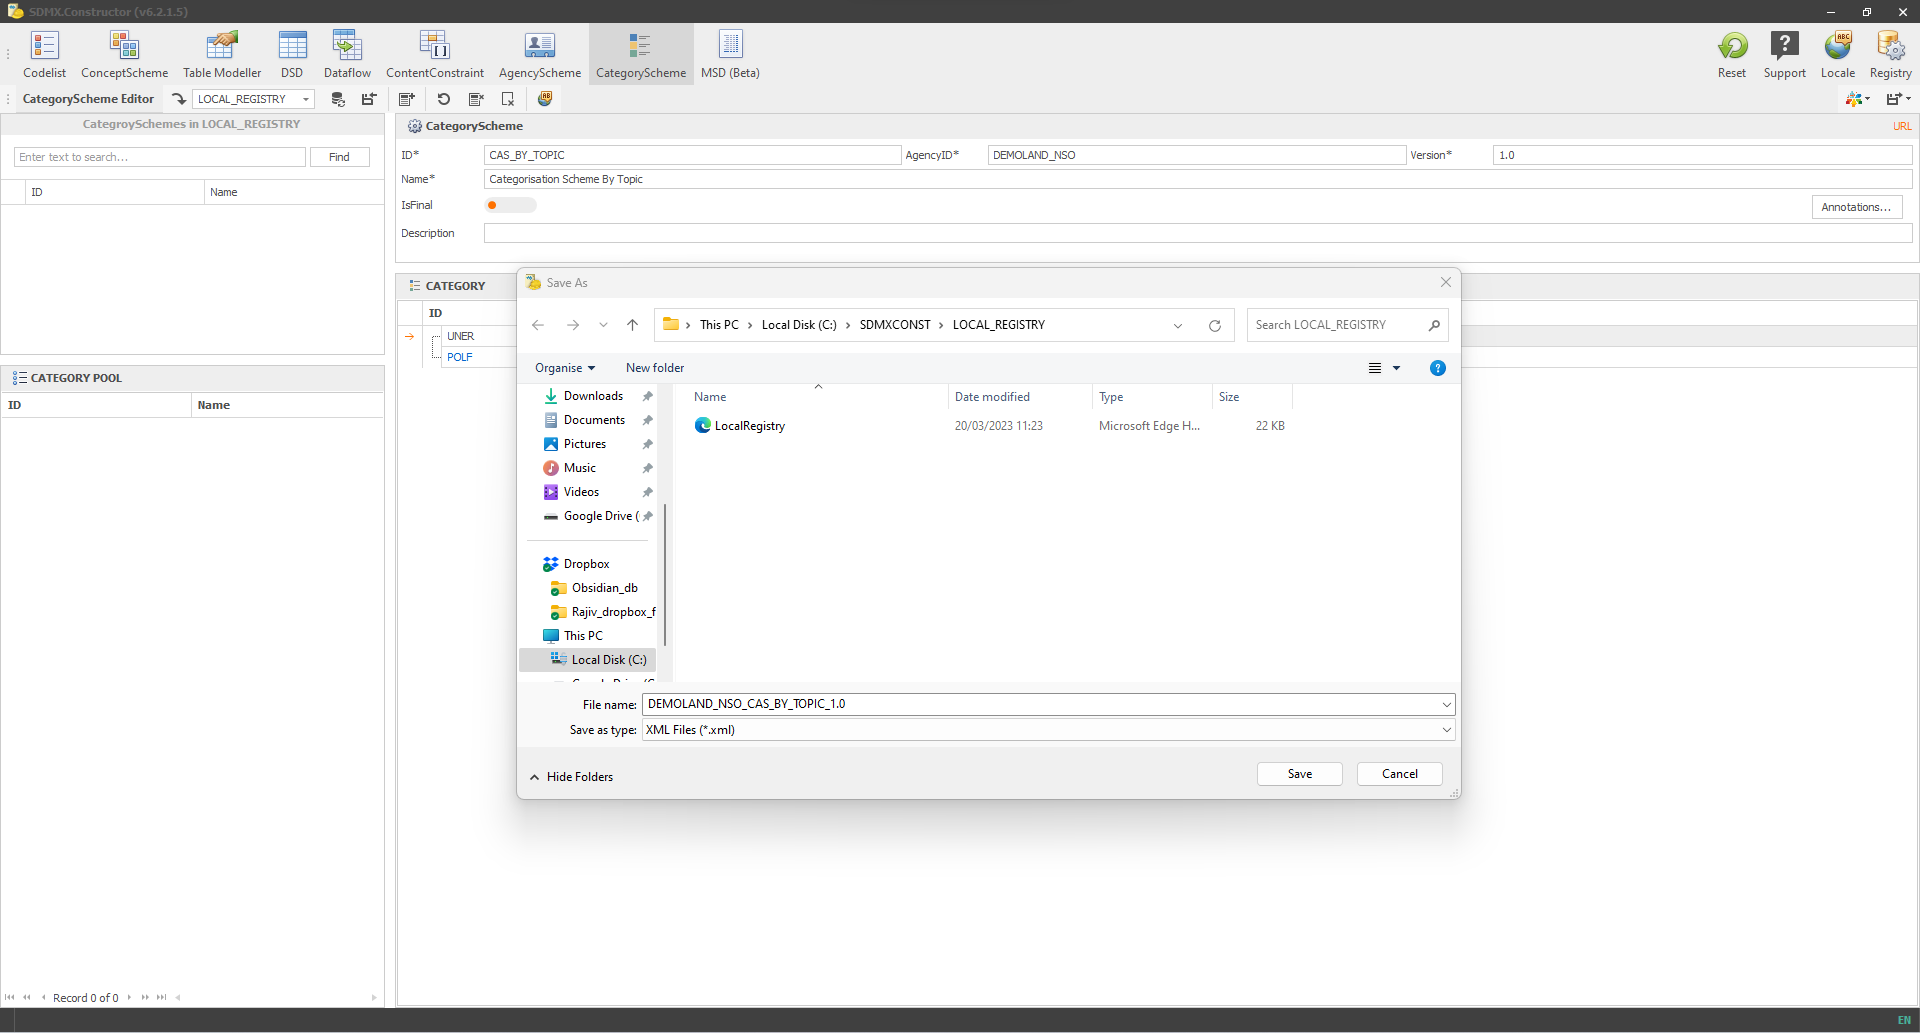 SDMX.Constructor (v6.2.1.5)
Codelist
ConceptScheme
Table Modeller
DSD
Dataflow
ContentConstraint
AgencyScheme
CategoryScheme
MSD (Beta)
Reset
Support
Locale
Registry
CategoryScheme Editor
LOCAL_REGISTRY
CategroySchemes in LOCAL_REGISTRY
Enter text to search...
Find
ID
Name
CATEGORY POOL
ID
Name
Record 0 of 0
CategoryScheme
URL
ID*
CAS_BY_TOPIC
AgencyID*
DEMOLAND_NSO
Version*
1.0
Name*
Categorisation Scheme By Topic
IsFinal
Annotations...
Description
CATEGORY
ID
UNER
POLF
Save As
This PC
Local Disk (C:)
SDMXCONST
LOCAL_REGISTRY
Search LOCAL_REGISTRY
Organise
New folder
Downloads
Documents
Pictures
Music
Videos
Google Drive (
Dropbox
Obsidian_db
Rajiv_dropbox_f
This PC
Local Disk (C:)
Name
Date modified
Type
Size
LocalRegistry
20/03/2023 11:23
Microsoft Edge H...
22 KB
File name:
DEMOLAND_NSO_CAS_BY_TOPIC_1.0
Save as type:
XML Files (*.xml)
Hide Folders
Save
Cancel
EN